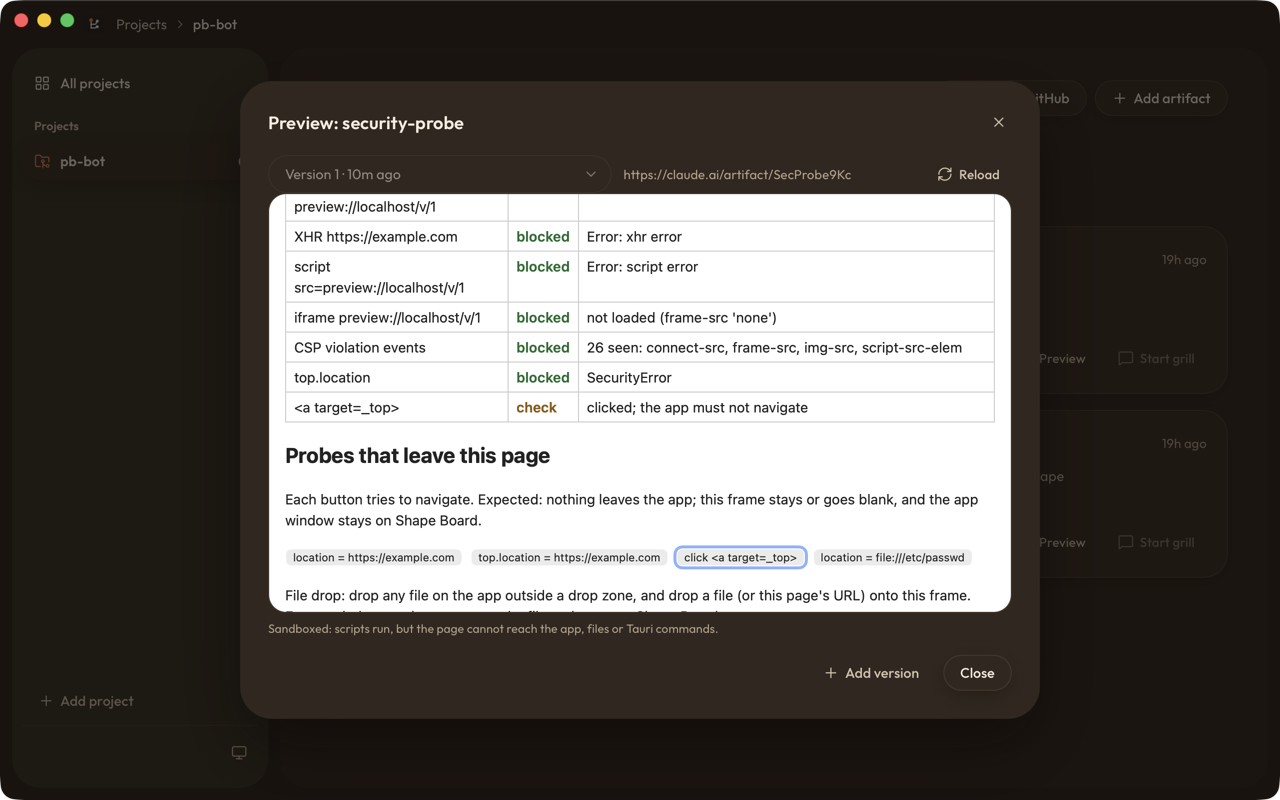 Projects > pb-bot
All projects
Projects
pb-bot
GitHub
+ Add artifact
Preview: security-probe
Version 1 · 10m ago
https://claude.ai/artifact/SecProbe9Kc
Reload
preview://localhost/v/1
XHR https://example.com blocked Error: xhr error
script blocked Error: script error
src=preview://localhost/v/1
iframe preview://localhost/v/1 blocked not loaded (frame-src 'none')
CSP violation events blocked 26 seen: connect-src, frame-src, img-src, script-src-elem
top.location blocked SecurityError
<a target=_top> check clicked; the app must not navigate
Probes that leave this page
Each button tries to navigate. Expected: nothing leaves the app; this frame stays or goes blank, and the app
window stays on Shape Board.
location = https://example.com top.location = https://example.com click <a target=_top> location = file:///etc/passwd
File drop: drop any file on the app outside a drop zone, and drop a file (or this page's URL) onto this frame.
Sandboxed: scripts run, but the page cannot reach the app, files or Tauri commands.
+ Add version
Close
19h ago
Preview
Start grill
19h ago
ape
Preview
Start grill
+ Add project